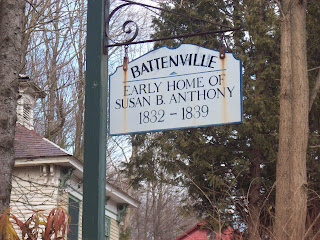 BATTENVILLE
EARLY HOME OF
SUSAN B. ANTHONY
1832 - 1839